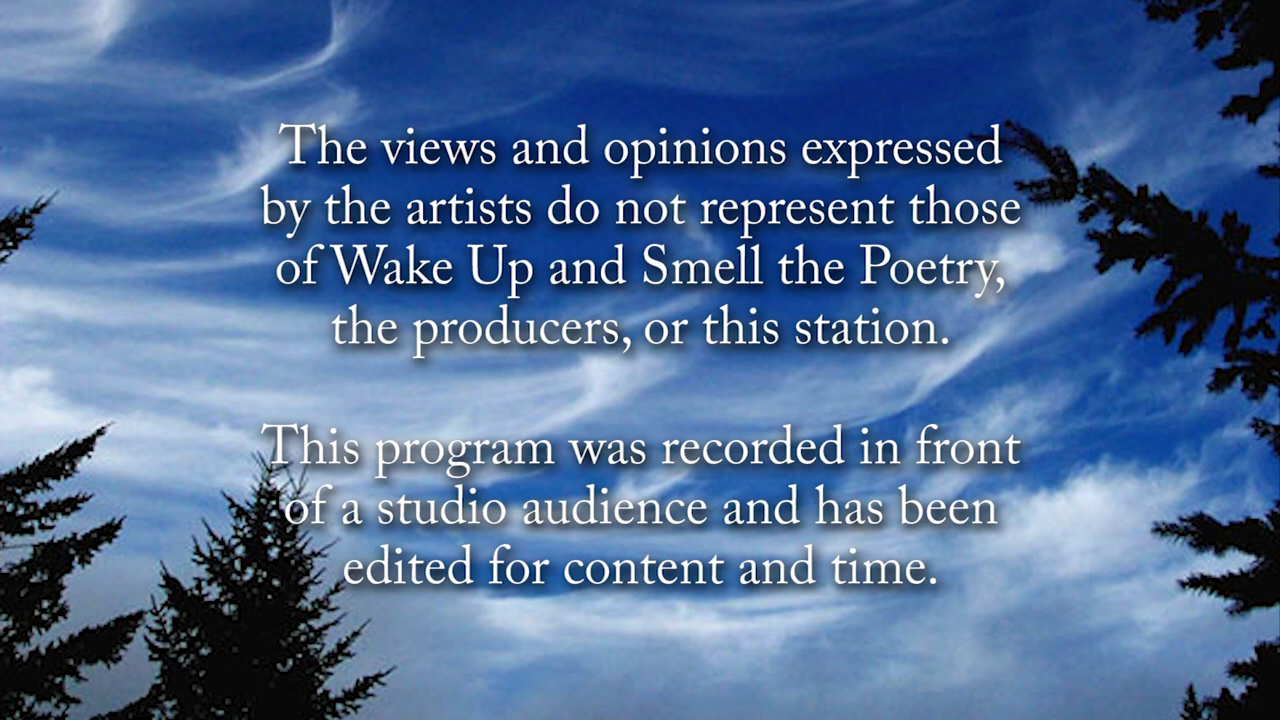 The views and opinions expressed
by the artists do not represent those
of Wake Up and Smell the Poetry,
the producers, or this station.
This program was recorded in front
of a studio audience and has been
edited for content and time.